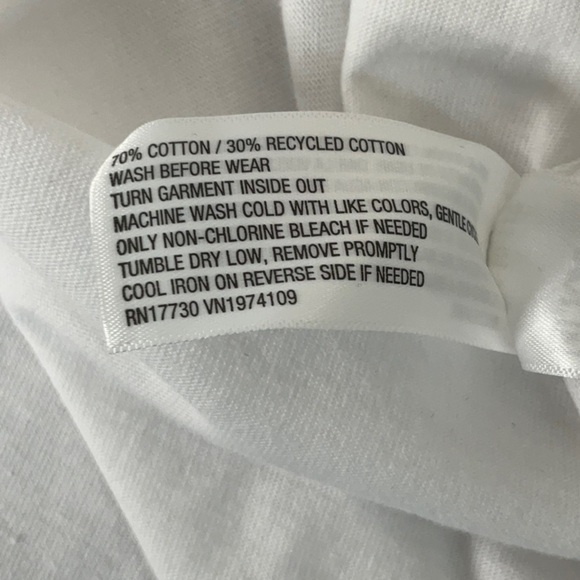 70% COTTON / 30% RECYCLED COTTON
WASH BEFORE WEAR
TURN GARMENT INSIDE OUT
MACHINE WASH COLD WITH LIKE COLORS, GENTLE
ONLY NON-CHLORINE BLEACH IF NEEDED
TUMBLE DRY LOW, REMOVE PROMPTLY
COOL IRON ON REVERSE SIDE IF NEEDED
RN17730 VN1974109